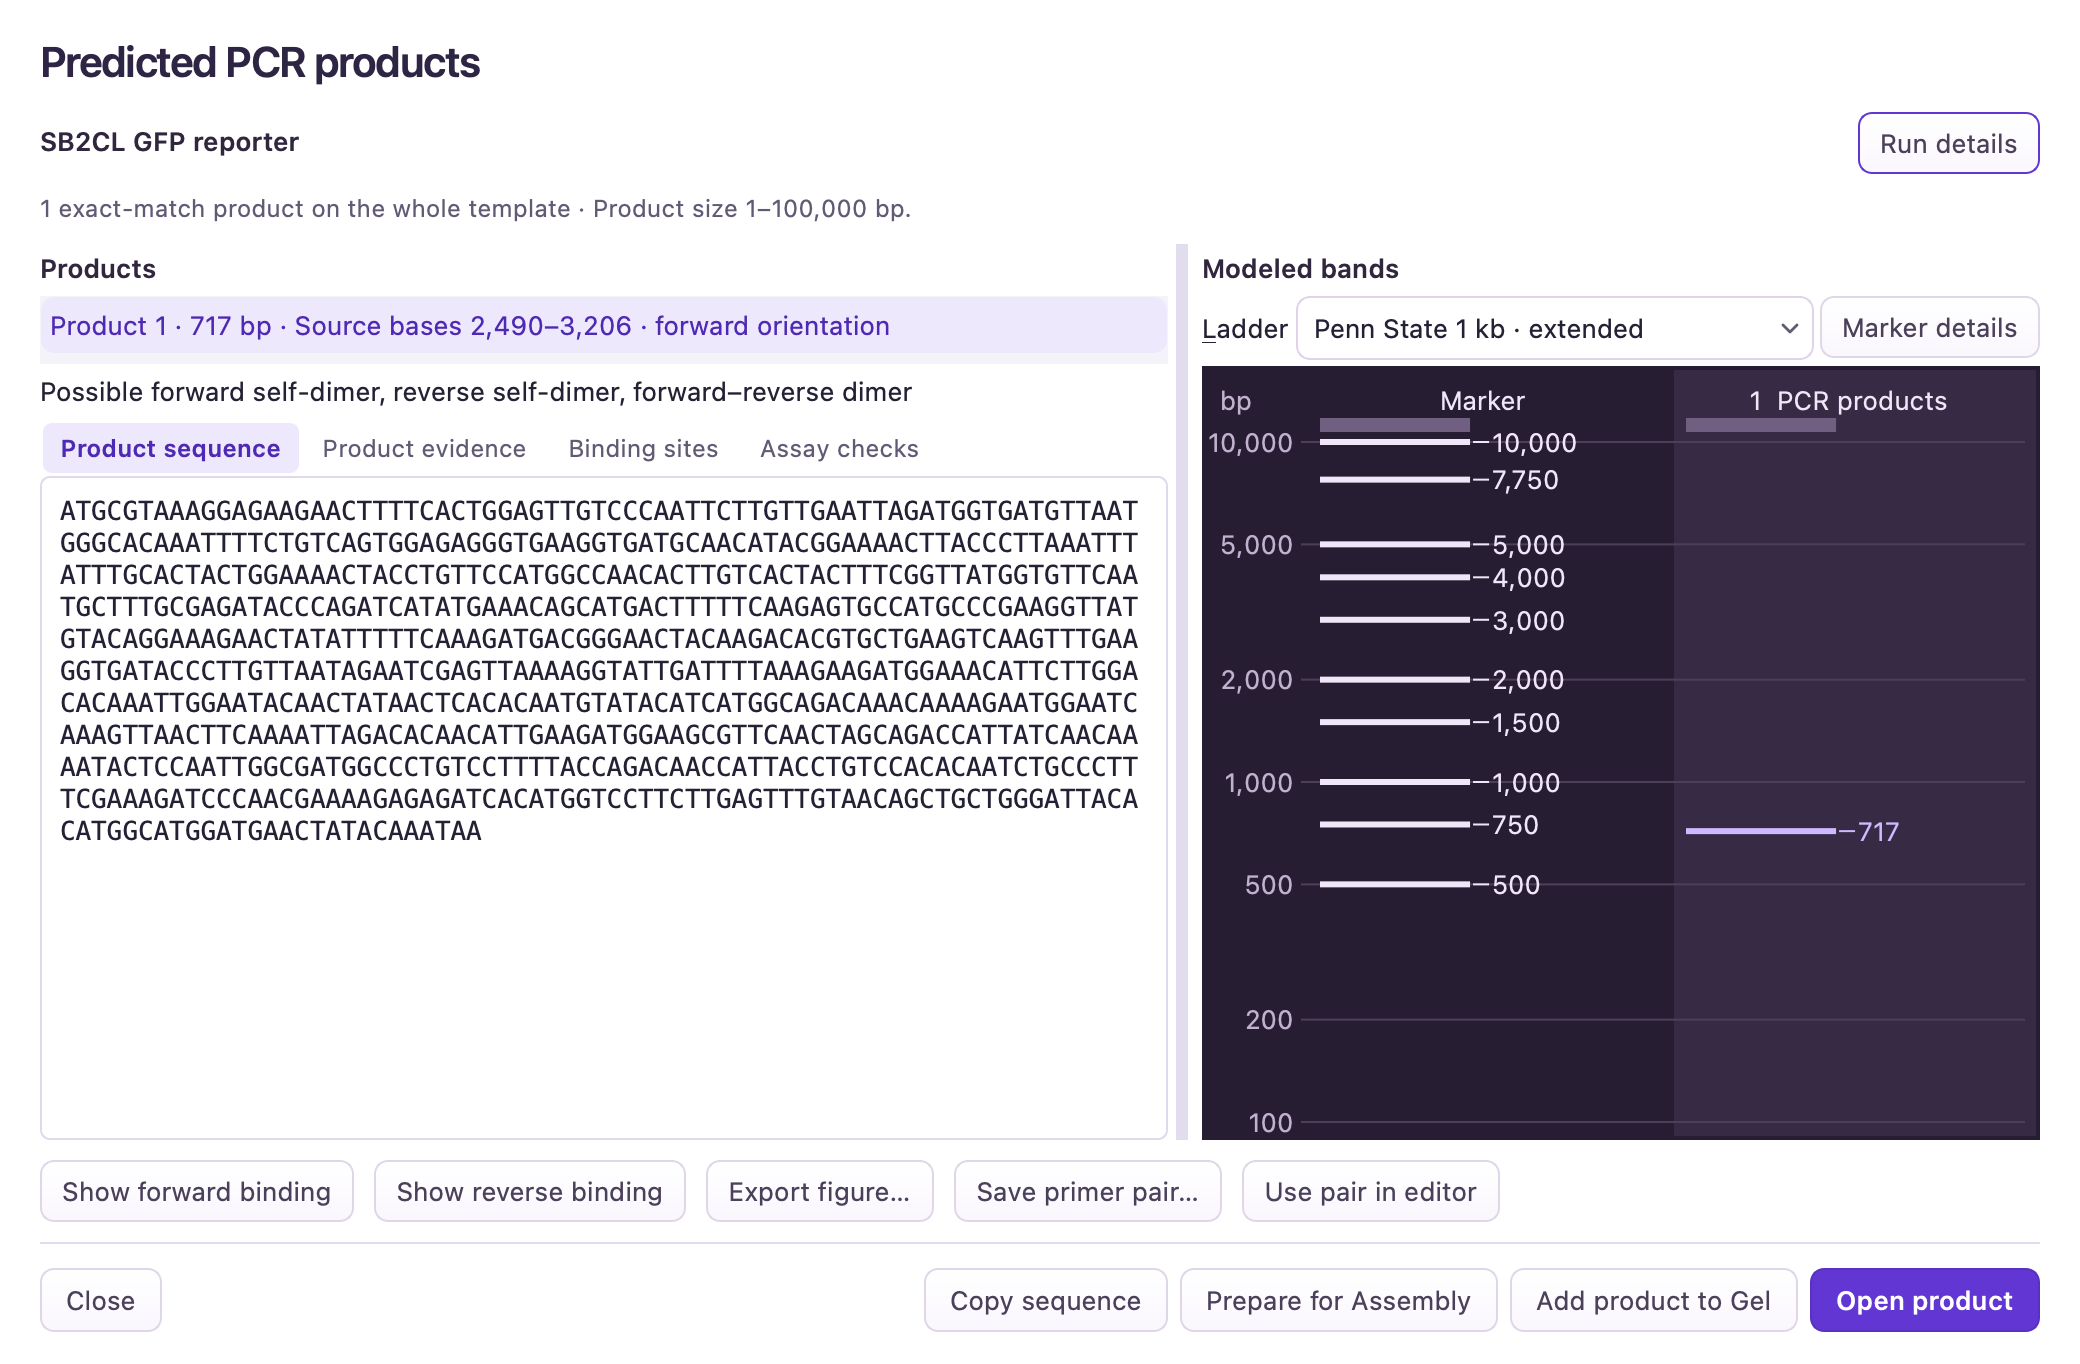 Predicted PCR products
SB2CL GFP reporter
Run details
1 exact-match product on the whole template · Product size 1–100,000 bp.
Products
Product 1 · 717 bp · Source bases 2,490–3,206 · forward orientation
Possible forward self-dimer, reverse self-dimer, forward–reverse dimer
Product sequence
Product evidence
Binding sites
Assay checks
ATGCGTAAAGGAGAAGAACTTTTCACTGGAGTTGTCCCAATTCTTGTTGAATTAGATGGTGATGTTAAT
GGGCACAAATTTTCTGTCAGTGGAGAGGGTGAAGGTGATGCAACATACGGAAAACTTACCCTTAAATTT
ATTTGCACTACTGGAAAACTACCTGTTCCATGGCCAACACTTGTCACTACTTTCGGTTATGGTGTTCAA
TGCTTTGCGAGATACCCAGATCATATGAAACAGCATGACTTTTTCAAGAGTGCCATGCCCGAAGGTTAT
GTACAGGAAAGAACTATATTTTTCAAAGATGACGGGAACTACAAGACACGTGCTGAAGTCAAGTTTGAA
GGTGATACCCTTGTTAATAGAATCGAGTTAAAAGGTATTGATTTTAAAGAAGATGGAAACATTCTTGGA
CACAAATTGGAATACAACTATAACTCACACAATGTATACATCATGGCAGACAAACAAAAGAATGGAATC
AAAGTTAACTTCAAAATTAGACACAACATTGAAGATGGAAGCGTTCAACTAGCAGACCATTATCAACAA
AATACTCCAATTGGCGATGGCCCTGTCCTTTTACCAGACAACCATTACCTGTCCACACAATCTGCCCTT
TCGAAAGATCCCAACGAAAAGAGAGATCACATGGTCCTTCTTGAGTTTGTAACAGCTGCTGGGATTACA
CATGGCATGGATGAACTATACAAATAA
Modeled bands
Ladder
Penn State 1 kb · extended
Marker details
bp
Marker
1 PCR products
10,000
10,000
7,750
5,000
5,000
4,000
3,000
2,000
2,000
1,500
1,000
1,000
750
717
500
500
200
100
Show forward binding
Show reverse binding
Export figure...
Save primer pair...
Use pair in editor
Close
Copy sequence
Prepare for Assembly
Add product to Gel
Open product